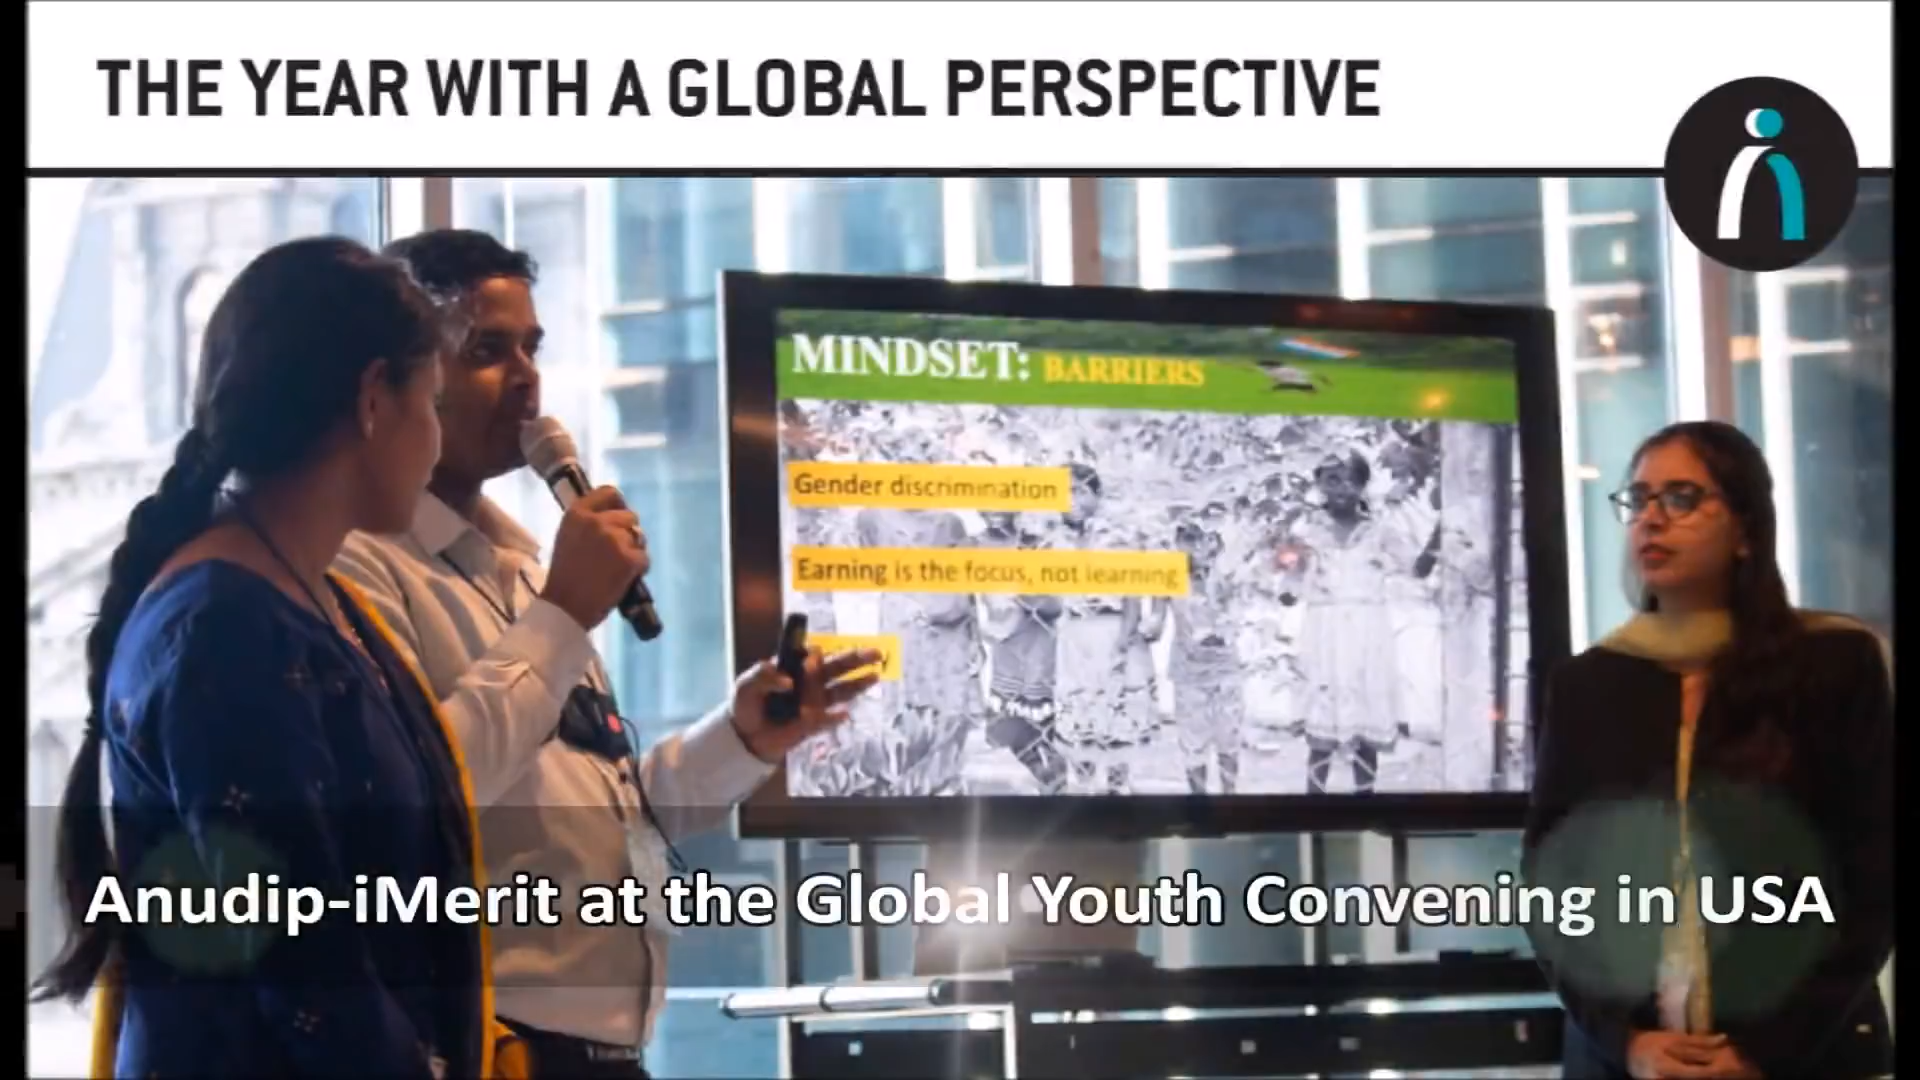 THE YEAR WITH A GLOBAL PERSPECTIVE
MINDSET: BARRIERS
Gender discrimination
Earning is the focus, not learning
Anudip-iMerit at the Global Youth Convening in USA